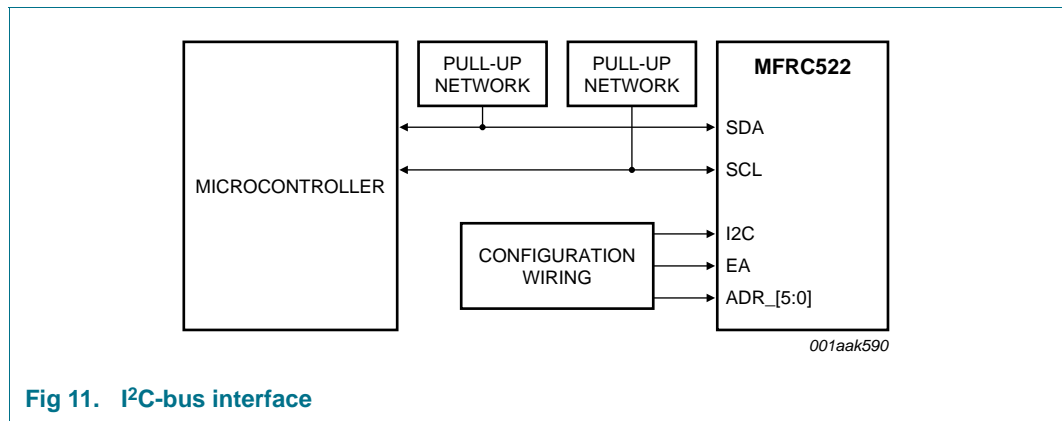 PULL-UP
NETWORK
PULL-UP
NETWORK
MFRC522
SDA
SCL
MICROCONTROLLER
I2C
CONFIGURATION
WIRING
EA
ADR_[5:0]
001aak590
Fig 11. I²C-bus interface